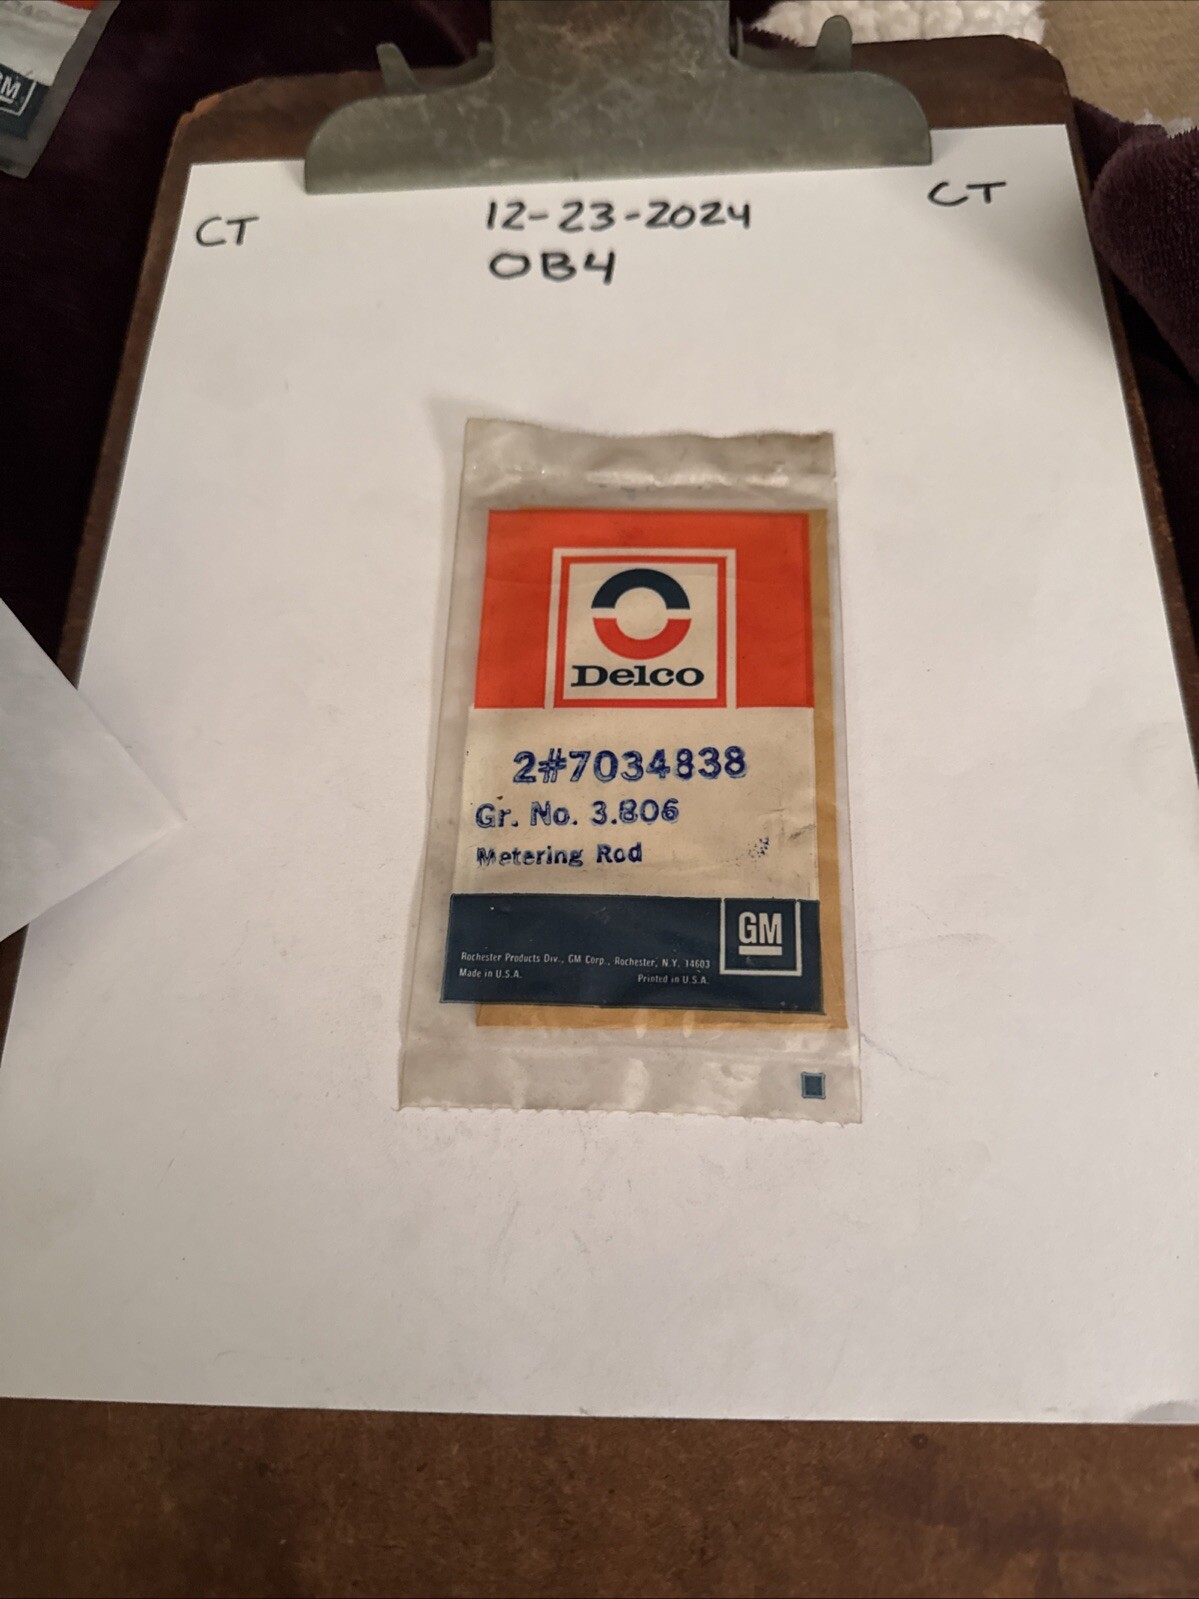 CT
12-23-2024
CT
OB4
Delco
2#7034838
Gr. No. 3.806
Metering Rod
GM
Rochester Products Div., GM Corp., Rochester, N.Y. 14603
Made in U.S.A.
Printed in U.S.A.